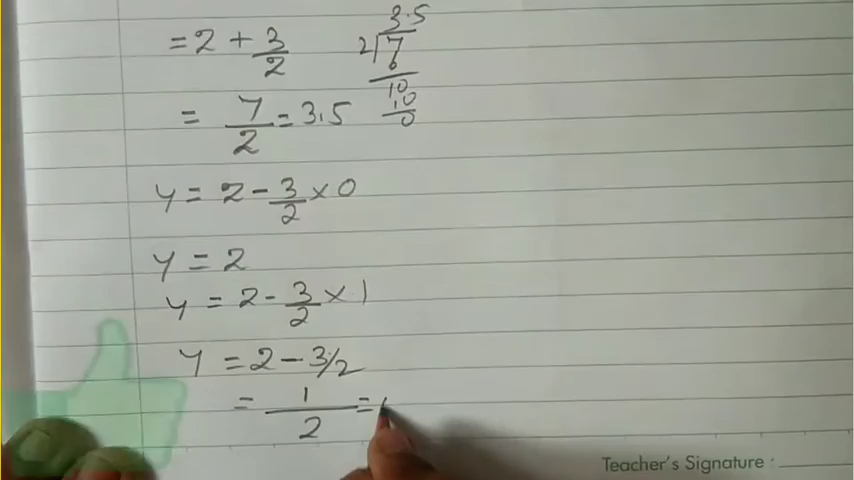 = 2 + 3/2
3.5
2 7
6
10
10
0
= 7/2 = 3.5
y = 2 - 3/2 × 0
y = 2
y = 2 - 3/2 × 1
y = 2 - 3/2
= 1/2 =
Teacher's Signature :